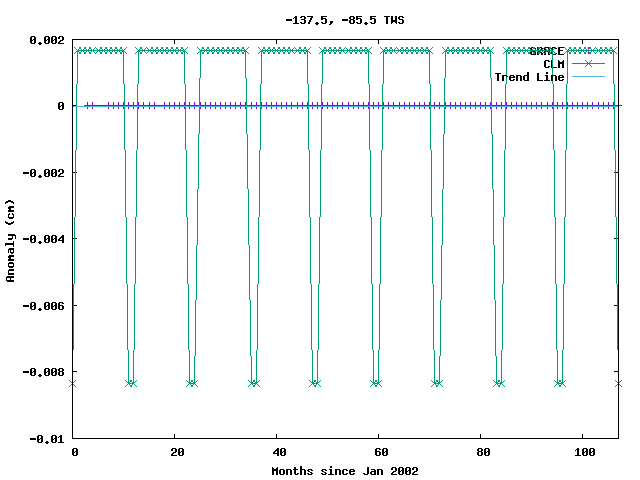 -137.5, -85.5 TWS
0.002
0
-0.002
-0.004
-0.006
-0.008
-0.01
Anomaly (cm)
GRACE
CLM
Trend Line
0 20 40 60 80 100
Months since Jan 2002